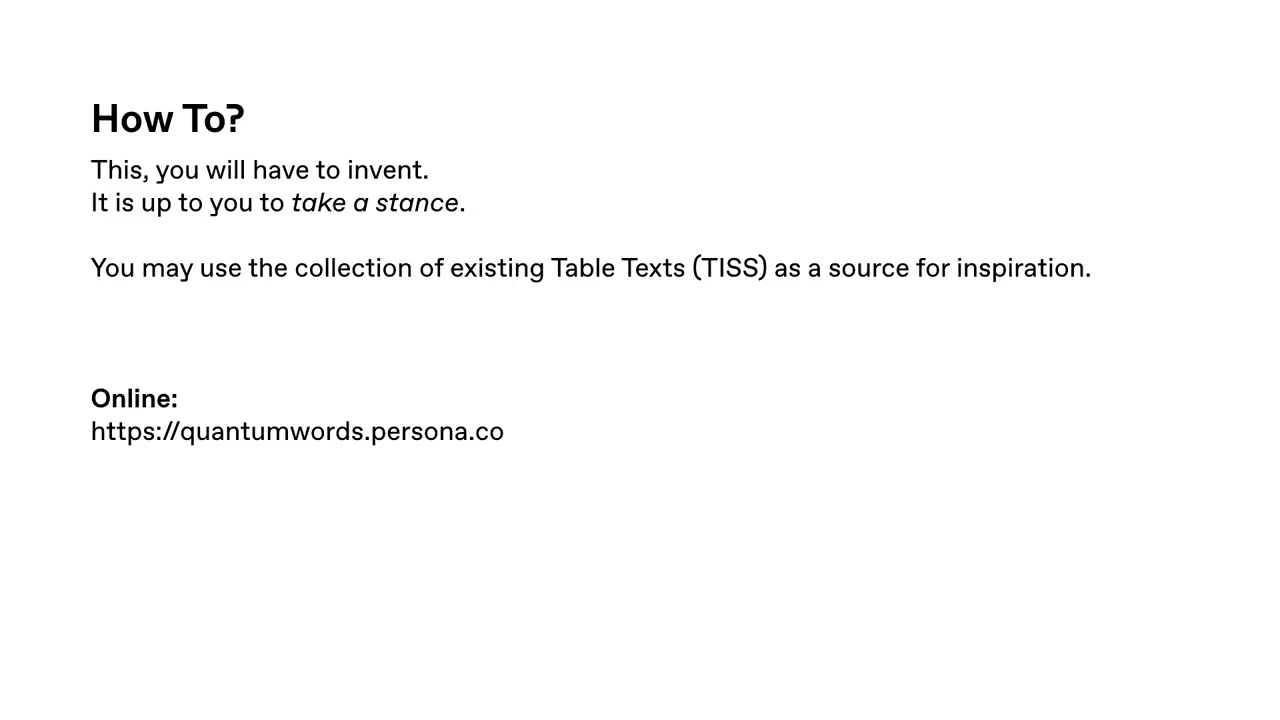 How To?
This, you will have to invent.
It is up to you to take a stance.
You may use the collection of existing Table Texts (TISS) as a source for inspiration.
Online:
https://quantumwords.persona.co